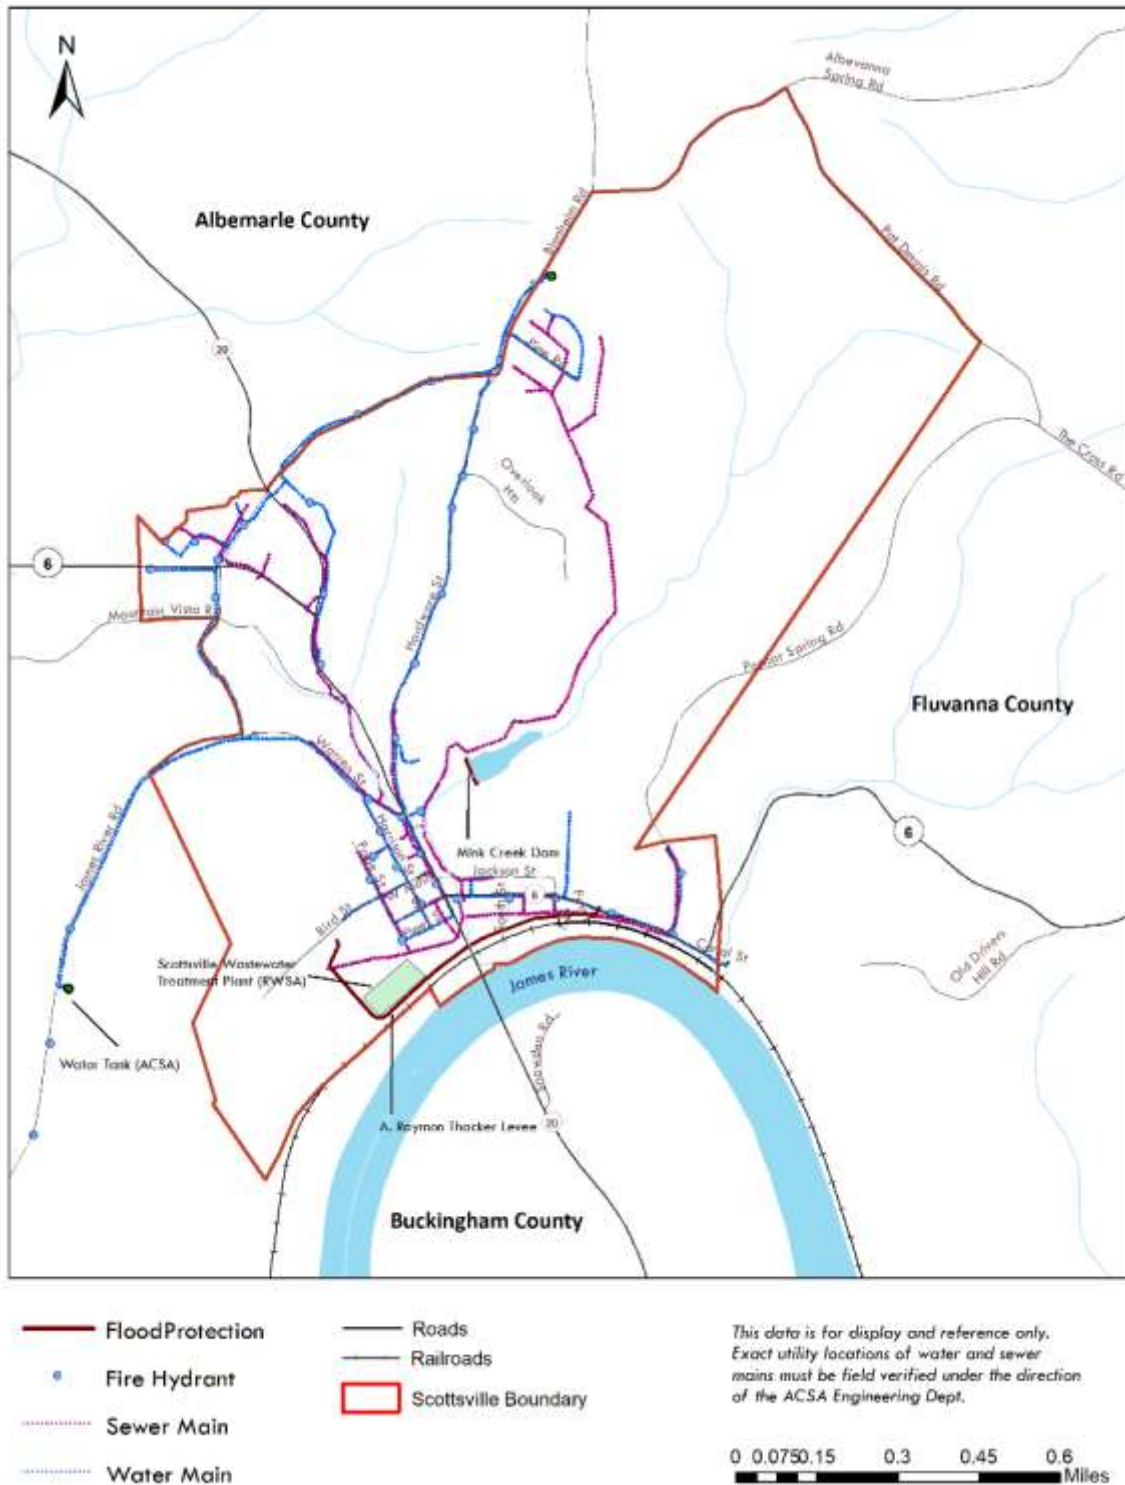 N
Albevanna
Spring Rd
Albemarle County
Blenheim Rd
Pat Dennis Rd
20
The Cross Rd
Overlook
6
Mountain Vista R
Hardware St
Spring Rd
Fluvanna County
Warren St
James River Rd
6
Harrison St
Mink Creek Dam
Jackson St
6
Bird St
Old Drivers
Hill Rd
Scottsville Wastewater
Treatment Plant (RWSA)
James River
Water Tank (ACSA)
A. Raymon Thacker Levee
20
Buckingham County
FloodProtection
Fire Hydrant
Sewer Main
Water Main
Roads
Railroads
Scottsville Boundary
This data is for display and reference only.
Exact utility locations of water and sewer
mains must be field verified under the direction
of the ACSA Engineering Dept.
0 0.075 0.15 0.3 0.45 0.6
Miles